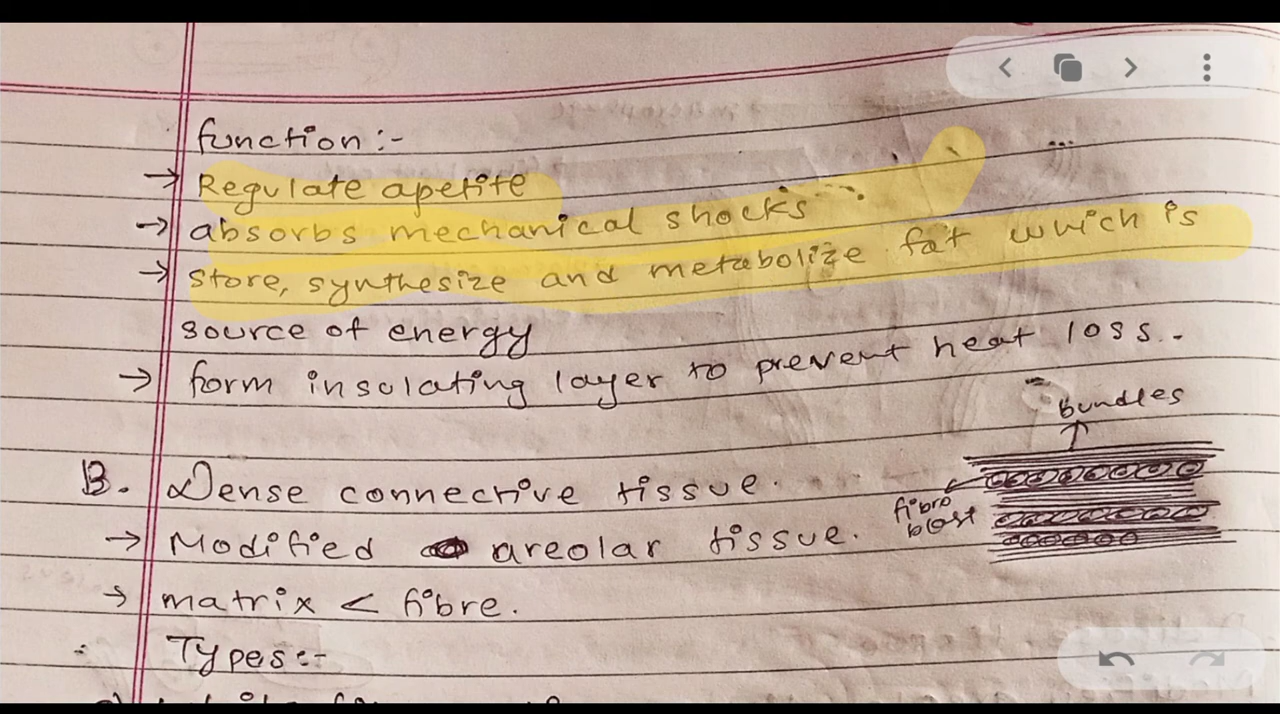 function :-
→ Regulate apetite
→ absorbs mechanical shocks
→ store, synthesize and metabolize fat which is
source of energy
→ form insulating layer to prevent heat loss.
bundles
B. Dense connective tissue.
fibro
blast
→ Modified areolar tissue.
→ matrix < fibre.
Types :-